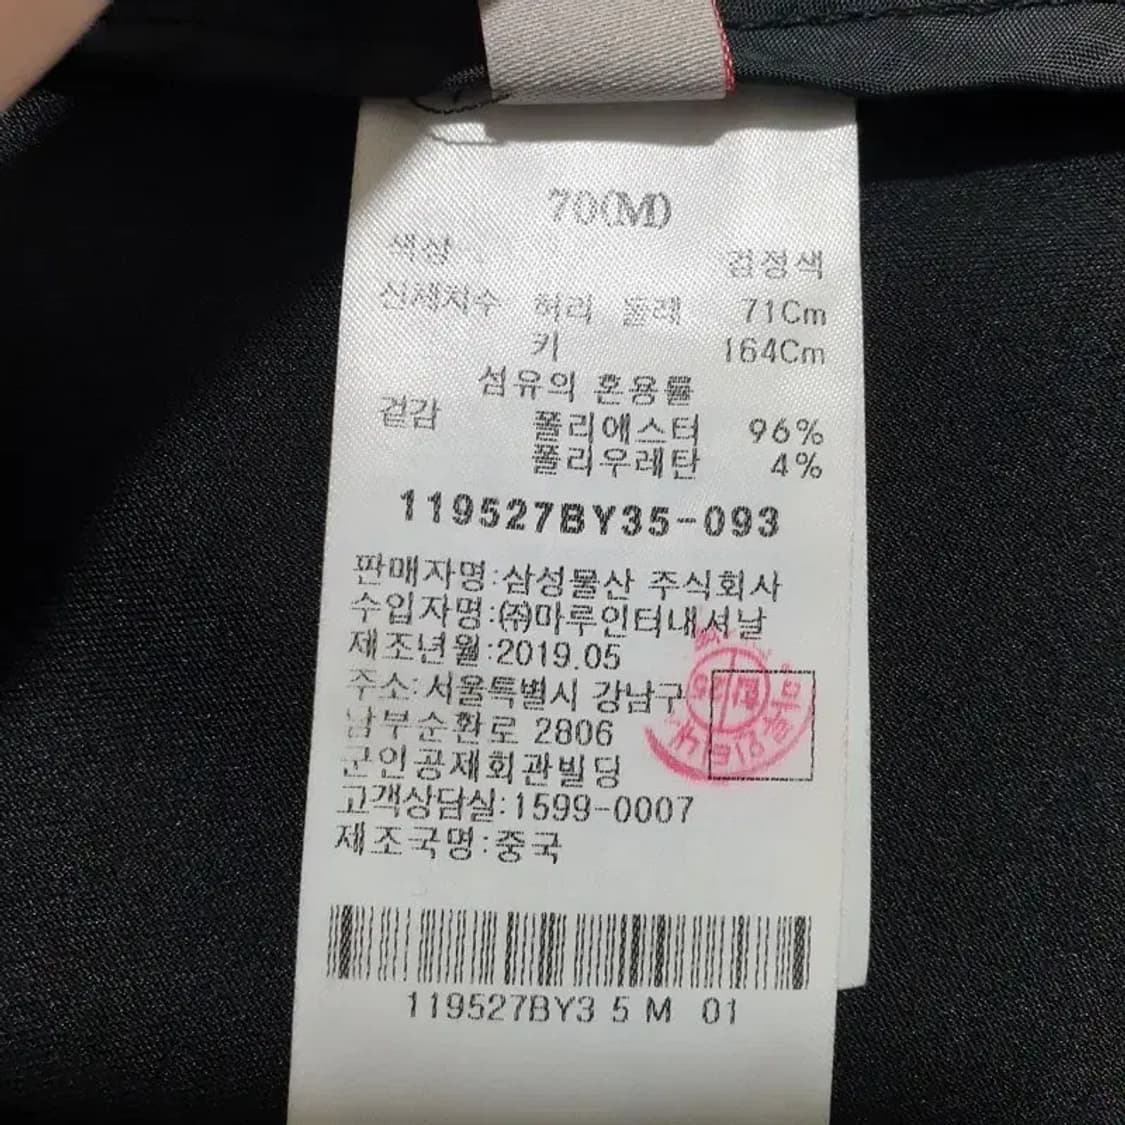 70(M)
색상 검정색
신체치수 허리 둘레 71Cm
키 164Cm
섬유의 혼용률
겉감 폴리에스터 96%
폴리우레탄 4%
119527BY35-093
판매자명:삼성물산 주식회사
수입자명:㈜마루인터내셔날
제조년월:2019.05
주소:서울특별시 강남구
남부순환로 2806
군인공제회관빌딩
고객상담실:1599-0007
제조국명:중국
119527BY3 5 M 01